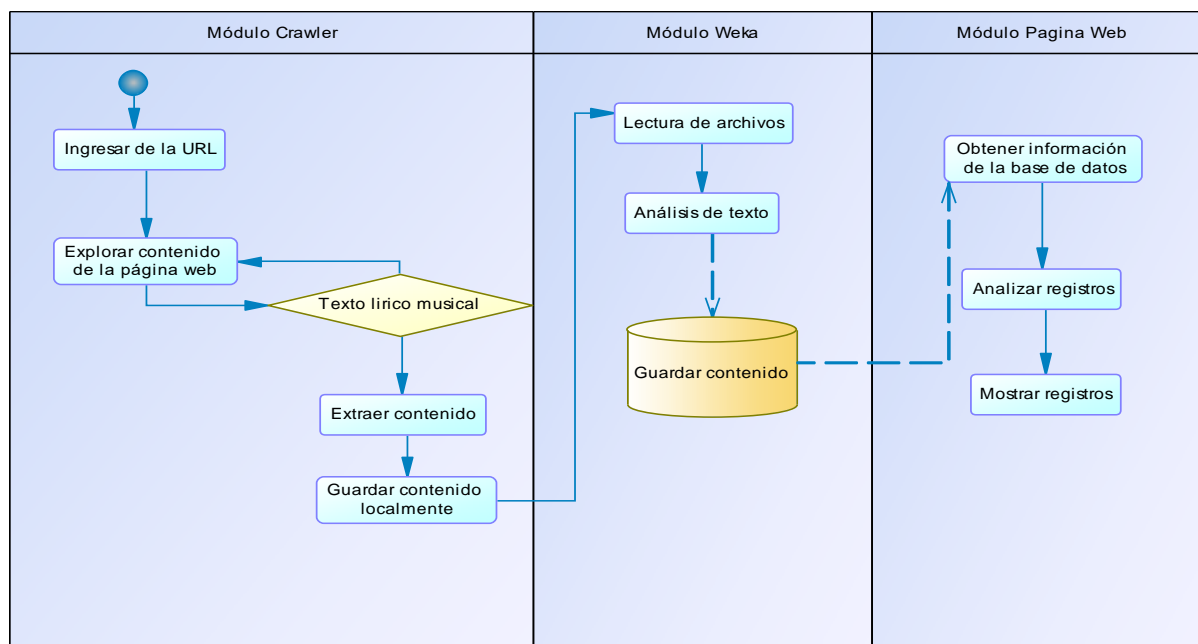 Módulo Crawler
Módulo Weka
Módulo Pagina Web
Ingresar de la URL
Explorar contenido
de la página web
Texto lirico musical
Extraer contenido
Guardar contenido
localmente
Lectura de archivos
Análisis de texto
Guardar contenido
Obtener información
de la base de datos
Analizar registros
Mostrar registros